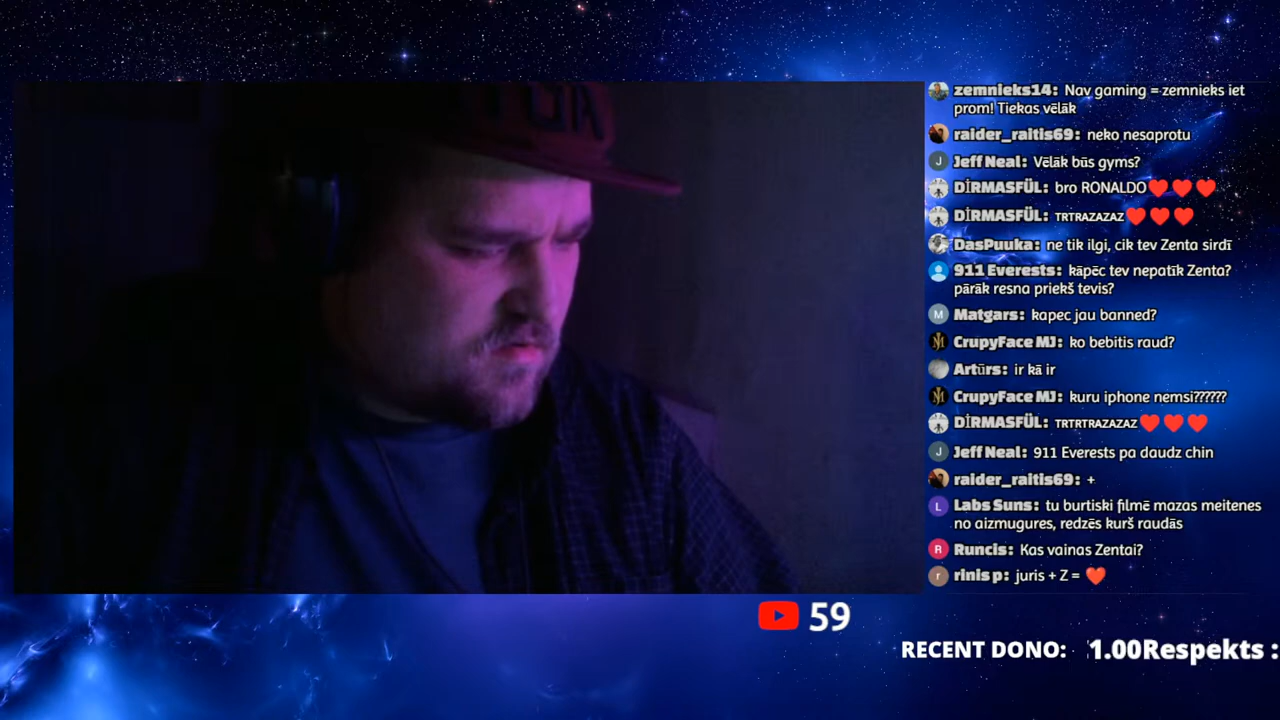 zemnieks14: Nav gaming = zemnieks iet
prom! Tiekas vēlāk
raider_raitis69: neko nesaprotu
J Jeff Neal: Vēlāk būs gyms?
DİRMASFÜL: bro RONALDO❤️❤️❤️
DİRMASFÜL: TRTRAZAZAZ❤️❤️❤️
DasPuuka: ne tik ilgi, cik tev Zenta sirdī
911 Everests: kāpēc tev nepatīk Zenta?
pārāk resna priekš tevis?
M Matgars: kapec jau banned?
CrupyFace MJ: ko bebitis raud?
Artūrs: ir kā ir
CrupyFace MJ: kuru iphone nemsi??????
DİRMASFÜL: TRTRTRAZAZAZ❤️❤️❤️
J Jeff Neal: 911 Everests pa daudz chin
raider_raitis69: +
L Labs Suns: tu burtiski filmē mazas meitenes
no aizmugures, redzēs kurš raudās
R Runcis: Kas vainas Zentai?
r rinis p: juris + Z = ❤️
59
RECENT DONO: 1.00Respekts :